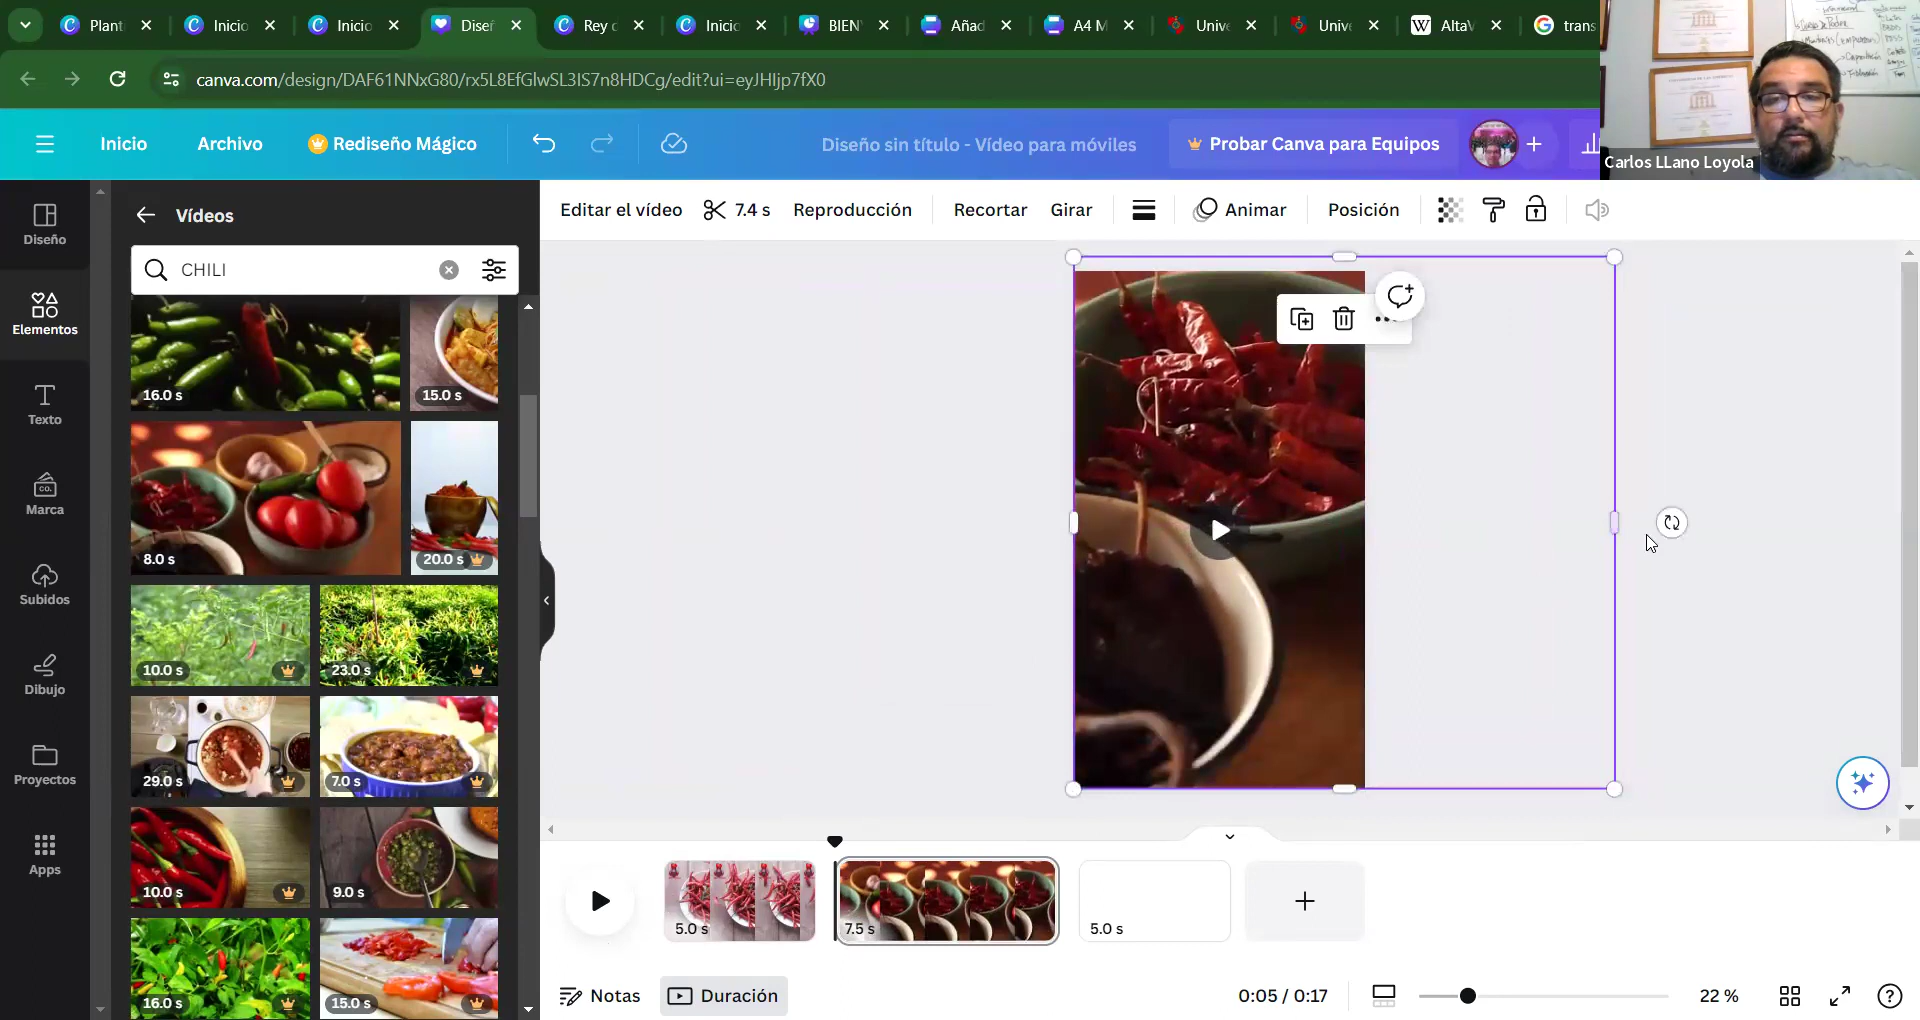 Plant
Inicio
Inicio
Diseñ
Rey
Inicio
BIEN
Añad
A4 M
Unive
Unive
W
AltaV
trans
canva.com/design/DAF61NNxG80/rx5L8EfGlwSL3IS7n8HDCg/edit?ui=eyJHIjp7fX0
Inicio
Archivo
Rediseño Mágico
Diseño sin título - Vídeo para móviles
Probar Canva para Equipos
Carlos LLano Loyola
Diseño
Elementos
Texto
CO.
Marca
Subidos
Dibujo
Proyectos
Apps
Vídeos
CHILI
16.0 s
15.0 s
8.0 s
20.0 s
10.0 s
23.0 s
29.0 s
7.0 s
10.0 s
9.0 s
16.0 s
15.0 s
Editar el vídeo
7.4 s
Reproducción
Recortar
Girar
Animar
Posición
5.0 s
7.5 s
5.0 s
Notas
Duración
0:05 / 0:17
22 %